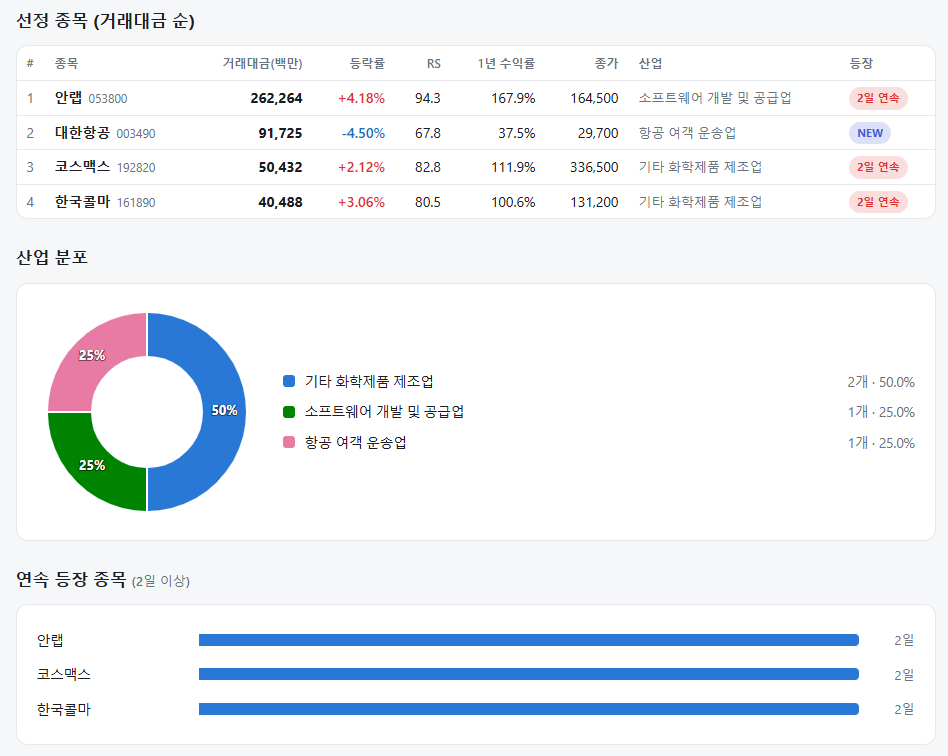 선정 종목 (거래대금 순)
# 종목 거래대금(백만) 등락률 RS 1년 수익률 종가 산업 등장
1 안랩 053800 262,264 +4.18% 94.3 167.9% 164,500 소프트웨어 개발 및 공급업 2일 연속
2 대한항공 003490 91,725 -4.50% 67.8 37.5% 29,700 항공 여객 운송업 NEW
3 코스맥스 192820 50,432 +2.12% 82.8 111.9% 336,500 기타 화학제품 제조업 2일 연속
4 한국콜마 161890 40,488 +3.06% 80.5 100.6% 131,200 기타 화학제품 제조업 2일 연속
산업 분포
25%
50%
25%
기타 화학제품 제조업 2개 · 50.0%
소프트웨어 개발 및 공급업 1개 · 25.0%
항공 여객 운송업 1개 · 25.0%
연속 등장 종목 (2일 이상)
안랩 2일
코스맥스 2일
한국콜마 2일